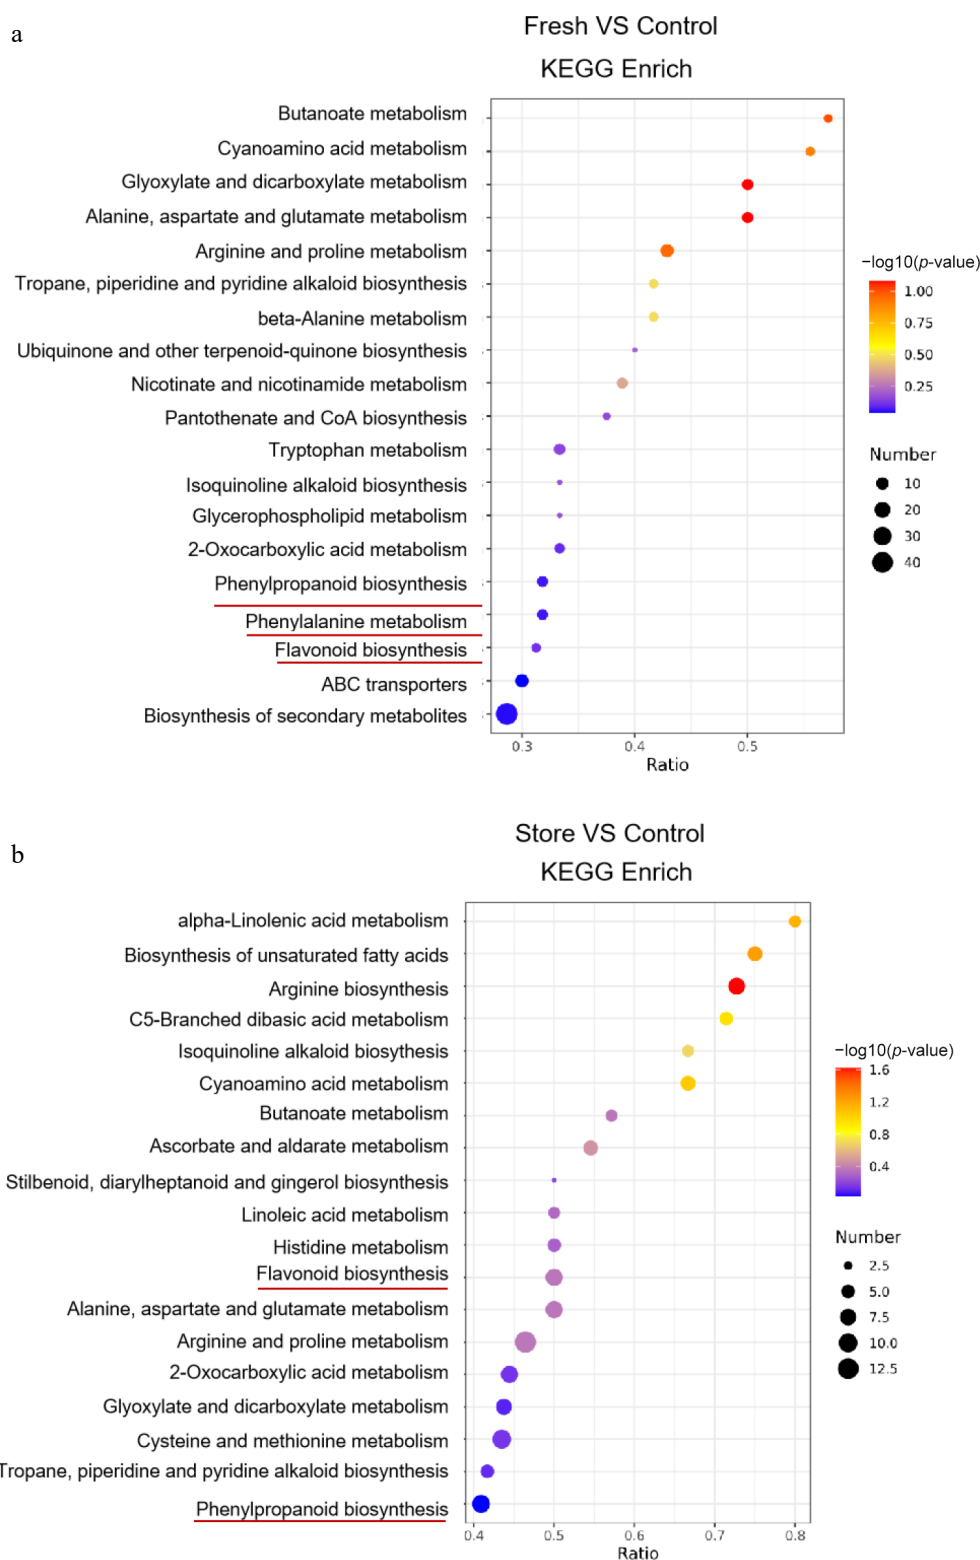 a
Fresh VS Control
KEGG Enrich
Butanoate metabolism
Cyanoamino acid metabolism
Glyoxylate and dicarboxylate metabolism
Alanine, aspartate and glutamate metabolism
Arginine and proline metabolism
Tropane, piperidine and pyridine alkaloid biosynthesis
beta-Alanine metabolism
Ubiquinone and other terpenoid-quinone biosynthesis
Nicotinate and nicotinamide metabolism
Pantothenate and CoA biosynthesis
Tryptophan metabolism
Isoquinoline alkaloid biosynthesis
Glycerophospholipid metabolism
2-Oxocarboxylic acid metabolism
Phenylpropanoid biosynthesis
Phenylalanine metabolism
Flavonoid biosynthesis
ABC transporters
Biosynthesis of secondary metabolites
0.3 0.4 0.5
Ratio
−log10(p-value)
1.00
0.75
0.50
0.25
Number
10
20
30
40
b
Store VS Control
KEGG Enrich
alpha-Linolenic acid metabolism
Biosynthesis of unsaturated fatty acids
Arginine biosynthesis
C5-Branched dibasic acid metabolism
Isoquinoline alkaloid biosythesis
Cyanoamino acid metabolism
Butanoate metabolism
Ascorbate and aldarate metabolism
Stilbenoid, diarylheptanoid and gingerol biosynthesis
Linoleic acid metabolism
Histidine metabolism
Flavonoid biosynthesis
Alanine, aspartate and glutamate metabolism
Arginine and proline metabolism
2-Oxocarboxylic acid metabolism
Glyoxylate and dicarboxylate metabolism
Cysteine and methionine metabolism
Tropane, piperidine and pyridine alkaloid biosynthesis
Phenylpropanoid biosynthesis
0.4 0.5 0.6 0.7 0.8
Ratio
−log10(p-value)
1.6
1.2
0.8
0.4
Number
2.5
5.0
7.5
10.0
12.5